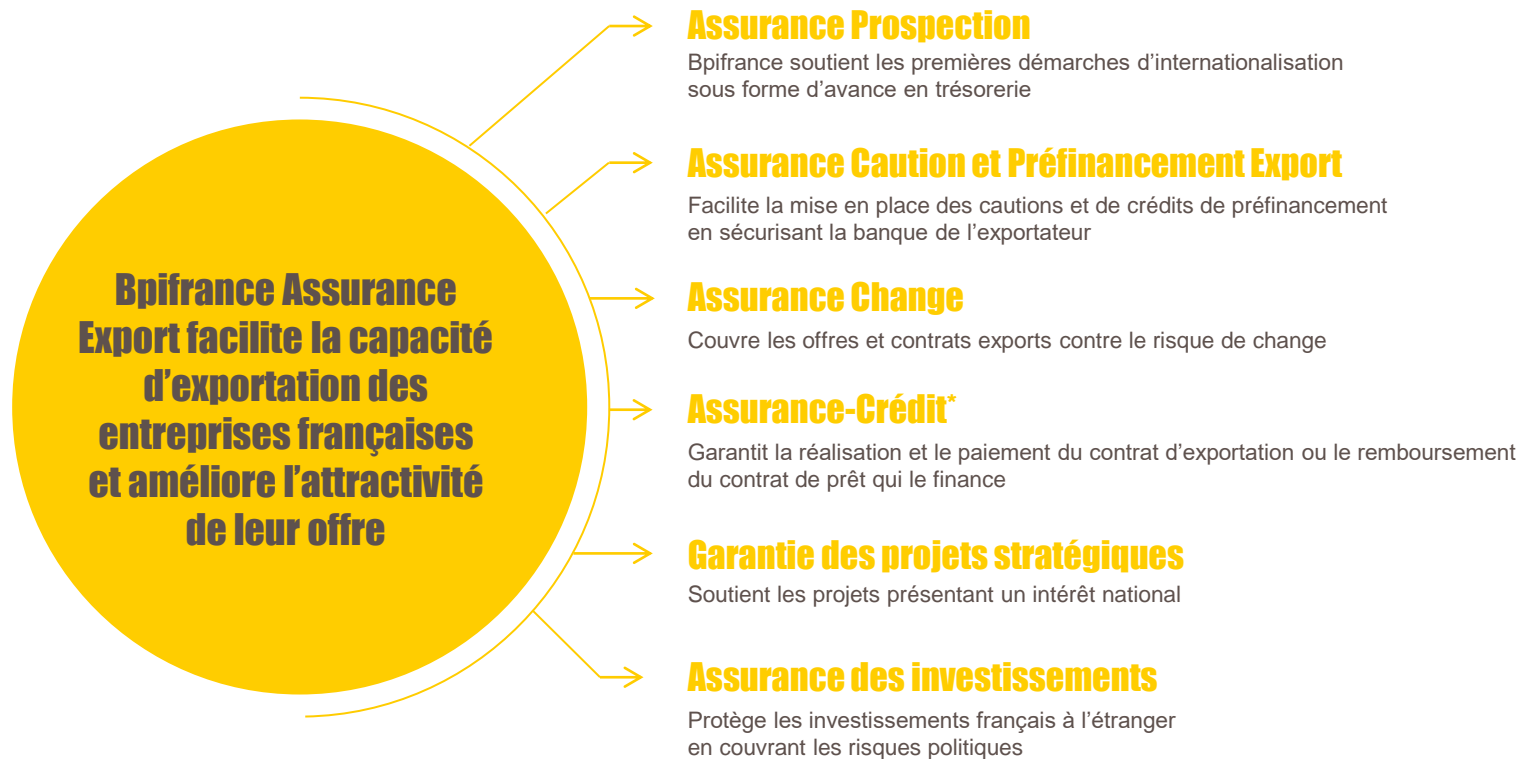 Bpifrance Assurance
Export facilite la capacité
d’exportation des
entreprises françaises
et améliore l’attractivité
de leur offre
Assurance Prospection
Bpifrance soutient les premières démarches d’internationalisation
sous forme d’avance en trésorerie
Assurance Caution et Préfinancement Export
Facilite la mise en place des cautions et de crédits de préfinancement
en sécurisant la banque de l’exportateur
Assurance Change
Couvre les offres et contrats exports contre le risque de change
Assurance-Crédit*
Garantit la réalisation et le paiement du contrat d’exportation ou le remboursement
du contrat de prêt qui le finance
Garantie des projets stratégiques
Soutient les projets présentant un intérêt national
Assurance des investissements
Protège les investissements français à l’étranger
en couvrant les risques politiques